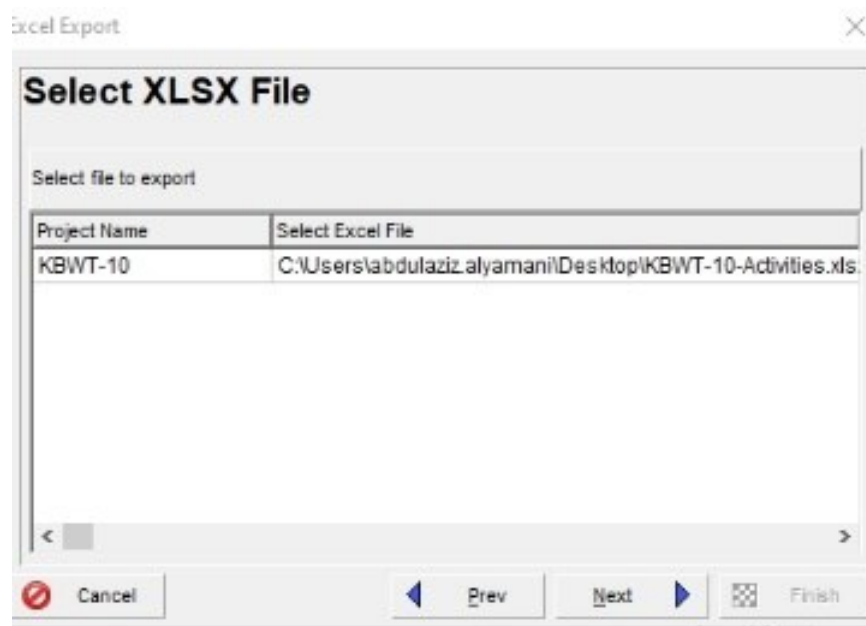 Excel Export
Select XLSX File
Select file to export
Project Name Select Excel File
KBWT-10 C:\Users\abdulaziz.alyamani\Desktop\KBWT-10-Activities.xls
Cancel Prev Next Finish